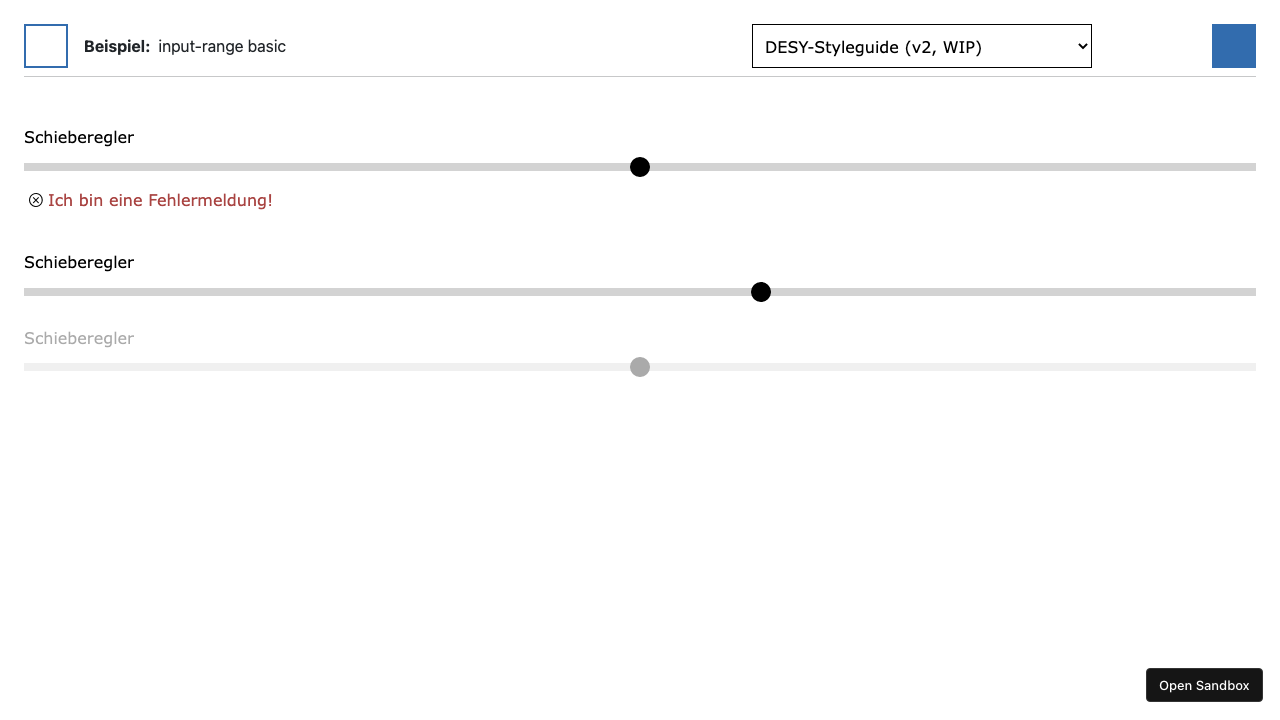 Beispiel: input-range basic
DESY-Styleguide (v2, WIP)
Schieberegler
Ich bin eine Fehlermeldung!
Schieberegler
Schieberegler
Open Sandbox